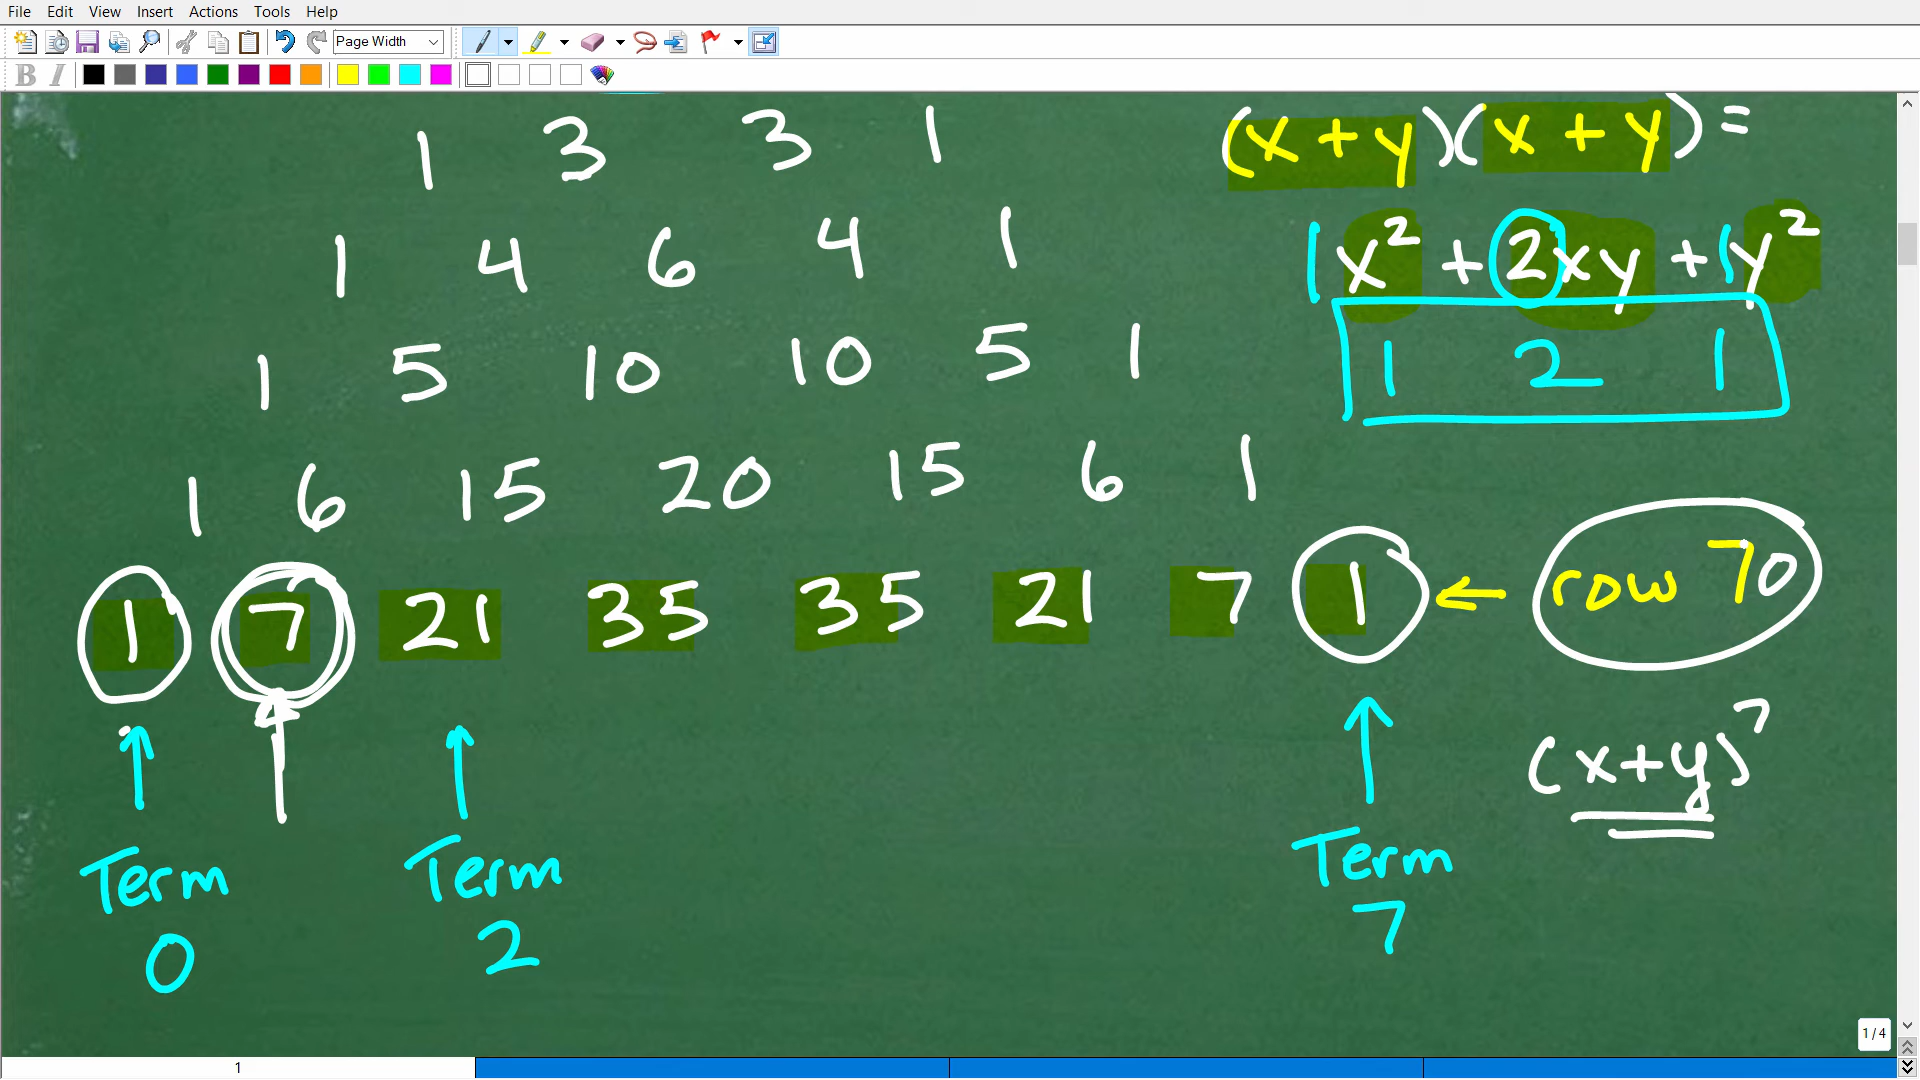 File Edit View Insert Actions Tools Help
Page Width
B I
1 3 3 1
(x + y)(x + y) =
1 4 6 4 1
1x² + 2xy + 1y²
1 5 10 10 5 1
1 2 1
1 6 15 20 15 6 1
1 7 21 35 35 21 7 1 ← row 70
(x+y)⁷
Term 0
Term 2
Term 7
1/4
1